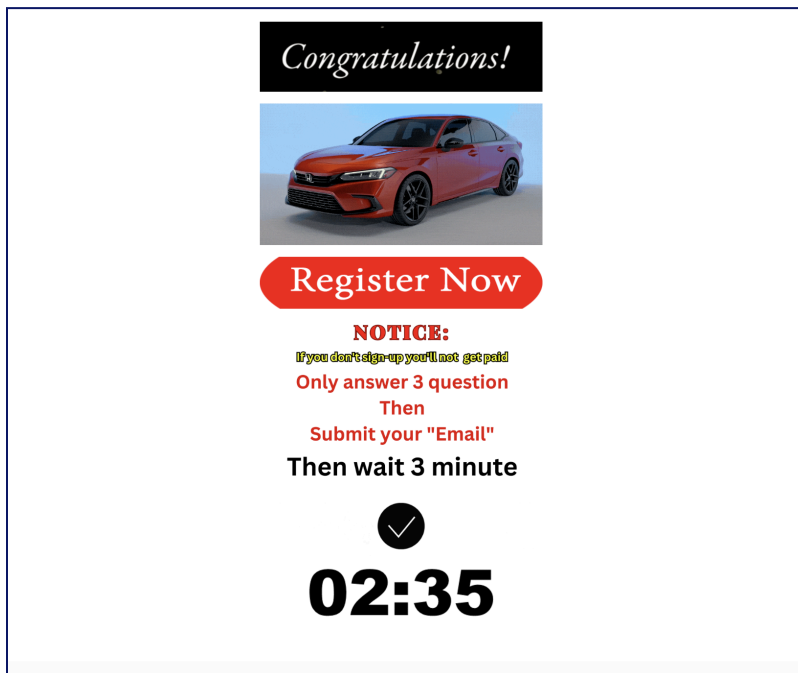 Congratulations!
Register Now
NOTICE:
If you don't sign-up you'll not get paid
Only answer 3 question
Then
Submit your "Email"
Then wait 3 minute
02:35